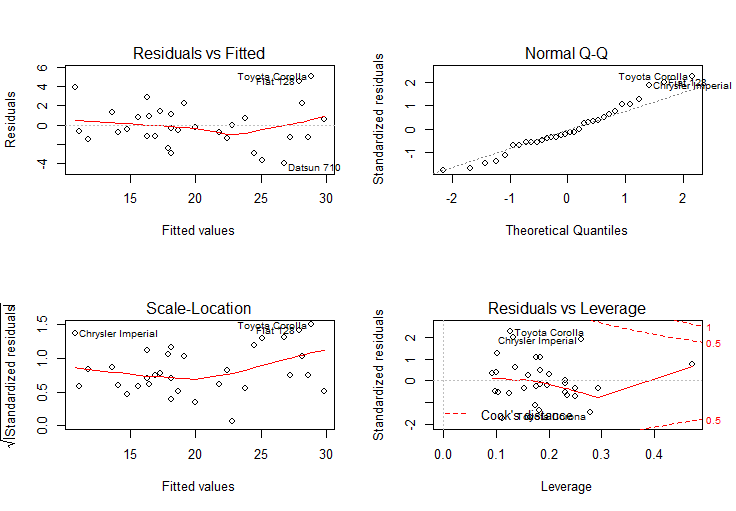 Residuals vs Fitted
Residuals
6
4
2
0
-4
Toyota Corolla
Fiat 128
Datsun 710
15
20
25
30
Fitted values
Normal Q-Q
Standardized residuals
2
1
0
-1
Toyota Corolla
Fiat 128
Chrysler Imperial
-2
-1
0
1
2
Theoretical Quantiles
Scale-Location
√|Standardized residuals|
1.5
1.0
0.5
0.0
Chrysler Imperial
Toyota Corolla
Fiat 128
15
20
25
30
Fitted values
Residuals vs Leverage
Standardized residuals
2
1
0
-2
Toyota Corolla
Chrysler Imperial
Toyota Corona
Cook's distance
1
0.5
0.5
0.0
0.1
0.2
0.3
0.4
Leverage